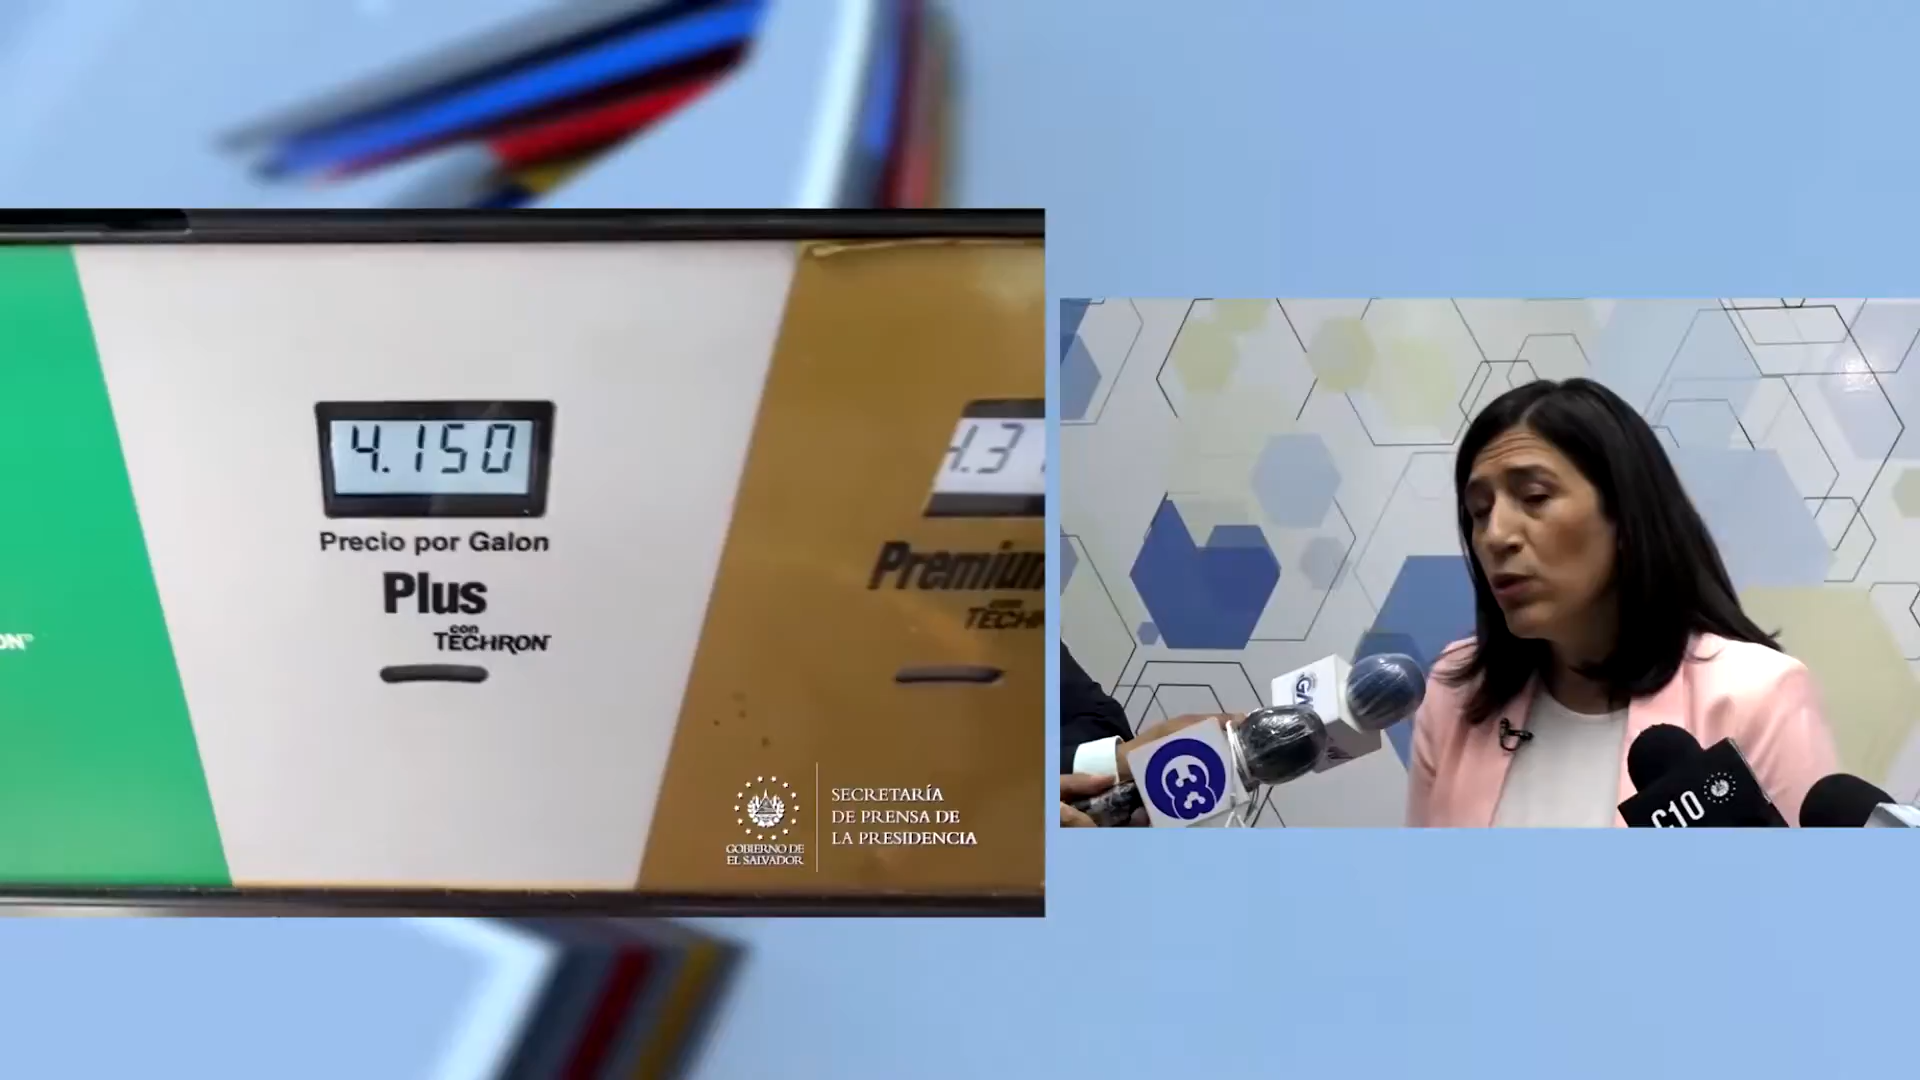 4.150
Precio por Galon
Plus
con
TECHRON
Premium
con
GOBIERNO DE
EL SALVADOR
SECRETARÍA
DE PRENSA DE
LA PRESIDENCIA
C10